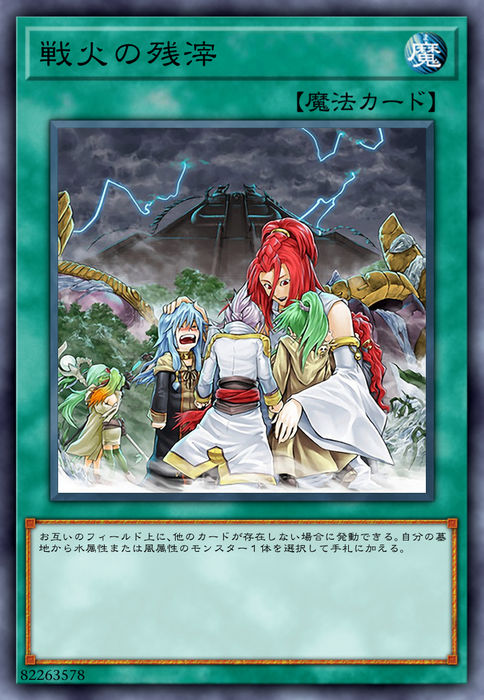 戦火の残滓
魔
【魔法カード】
お互いのフィールド上に、他のカードが存在しない場合に発動できる。自分の墓
地から水属性または風属性のモンスター１体を選択して手札に加える。
82263578